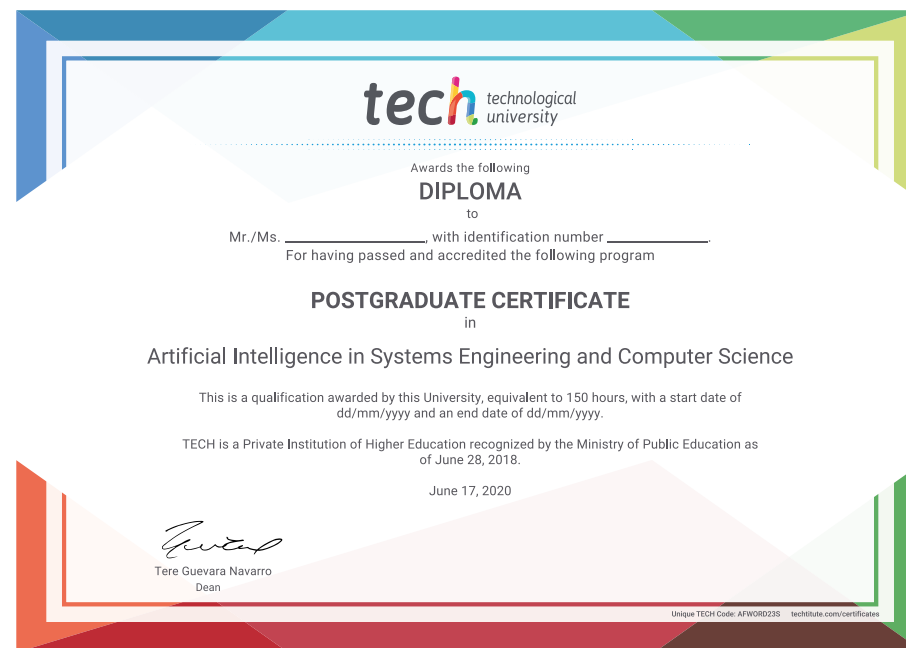 tech technological
university
Awards the following
DIPLOMA
to
Mr./Ms. ____________________, with identification number ______________.
For having passed and accredited the following program
POSTGRADUATE CERTIFICATE
in
Artificial Intelligence in Systems Engineering and Computer Science
This is a qualification awarded by this University, equivalent to 150 hours, with a start date of
dd/mm/yyyy and an end date of dd/mm/yyyy.
TECH is a Private Institution of Higher Education recognized by the Ministry of Public Education as
of June 28, 2018.
June 17, 2020
Tere Guevara Navarro
Dean
Unique TECH Code: AFWORD23S techtitute.com/certificates